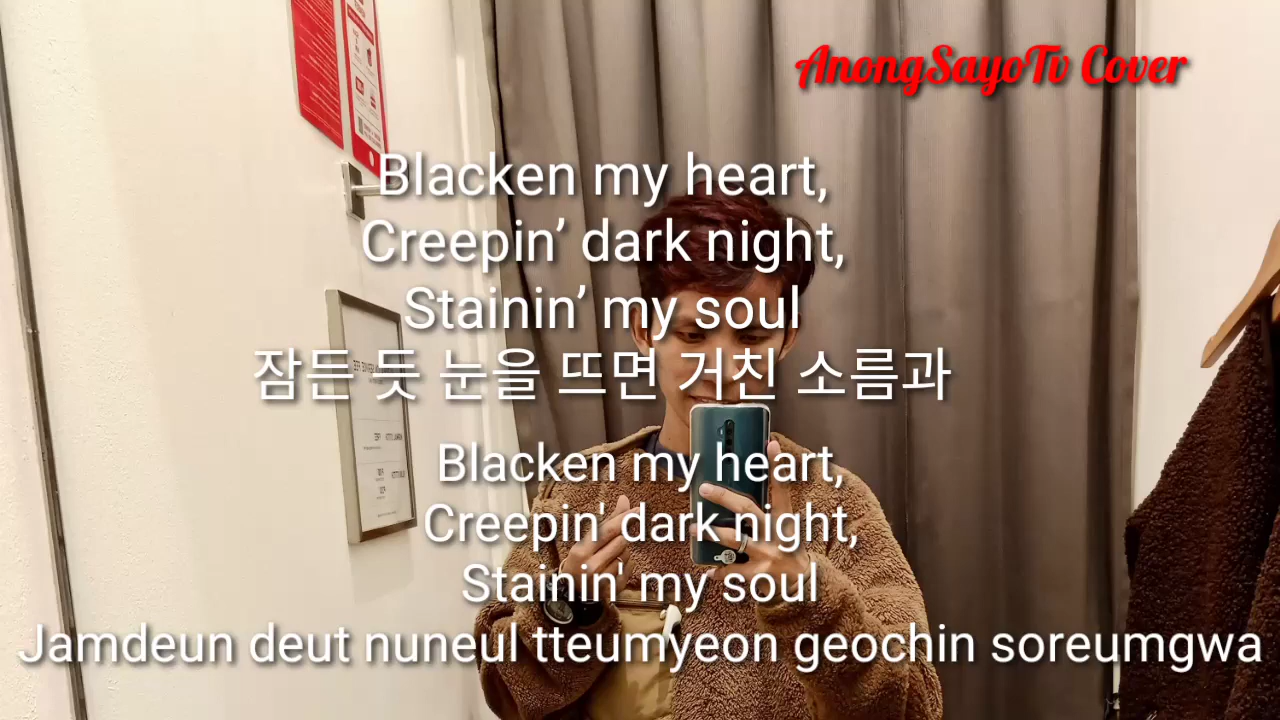 AnongSayoTv Cover
Blacken my heart,
Creepin’ dark night,
Stainin’ my soul
잠든 듯 눈을 뜨면 거친 소름과
Blacken my heart,
Creepin' dark night,
Stainin' my soul
Jamdeun deut nuneul tteumyeon geochin soreumgwa